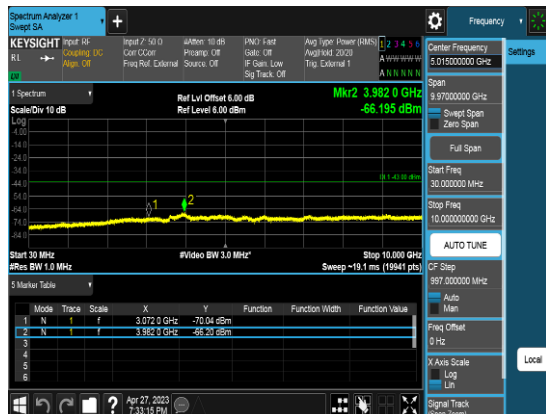 Spectrum Analyzer 1
Swept SA
+
Frequency
KEYSIGHT
RL
Input: RF
Coupling: DC
Align: Off
Input Z: 50 Ω
Corr CCorr
Freq Ref: External
#Atten: 10 dB
Preamp: Off
Source: Off
PNO: Fast
Gate: Off
IF Gain: Low
Sig Track: Off
Avg Type: Power (RMS)
Avg|Hold: 20/20
Trig: External 1
1 2 3 4 5 6
A W W W W W
A N N N N N
LV
1 Spectrum
Scale/Div 10 dB
Ref Lvl Offset 6.00 dB
Ref Level 6.00 dBm
Mkr2 3.982 0 GHz
-66.195 dBm
Log
-4.00
-14.0
-24.0
-34.0
-44.0
-54.0
-64.0
-74.0
-84.0
DL1 -43.00 dBm
1
2
Start 30 MHz
#Res BW 1.0 MHz
#Video BW 3.0 MHz*
Stop 10.000 GHz
Sweep ~19.1 ms (19941 pts)
5 Marker Table
Mode Trace Scale X Y Function Function Width Function Value
1 N 1 f 3.072 0 GHz -70.04 dBm
2 N 1 f 3.982 0 GHz -66.20 dBm
3
4
5
6
Center Frequency
5.015000000 GHz
Settings
Span
9.97000000 GHz
Swept Span
Zero Span
Full Span
Start Freq
30.000000 MHz
Stop Freq
10.000000000 GHz
AUTO TUNE
CF Step
997.000000 MHz
Auto
Man
Freq Offset
0 Hz
X Axis Scale
Log
Lin
Local
Signal Track
(Span Zoom)
?
Apr 27, 2023
7:33:15 PM